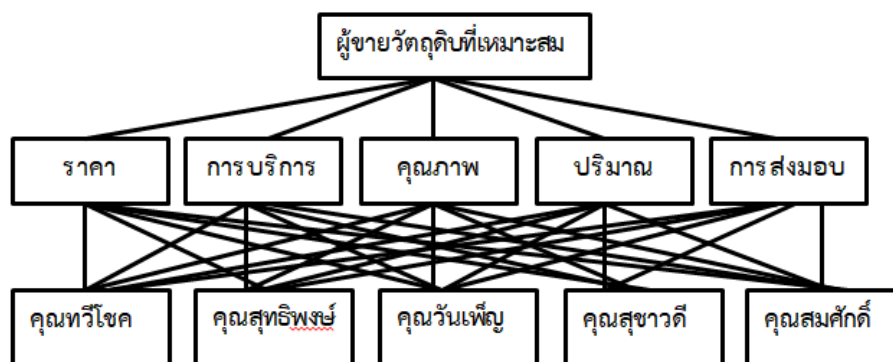 ผู้ขายวัตถุดิบที่เหมาะสม
ราคา
การบริการ
คุณภาพ
ปริมาณ
การส่งมอบ
คุณทวีโชค
คุณสุทธิพงษ์
คุณวันเพ็ญ
คุณสุชาวดี
คุณสมศักดิ์